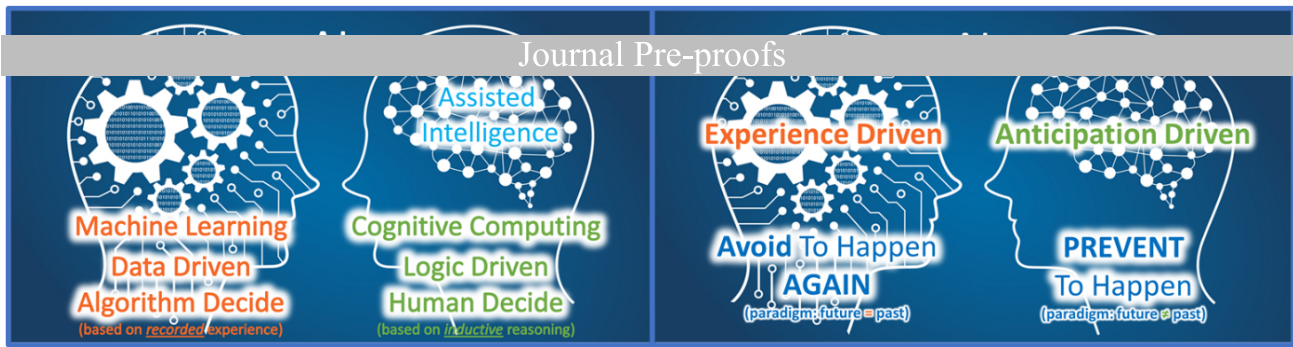 Journal Pre-proofs
Assisted
Intelligence
Machine Learning
Data Driven
Algorithm Decide
(based on recorded experience)
Cognitive Computing
Logic Driven
Human Decide
(based on inductive reasoning)
Experience Driven
Avoid To Happen
AGAIN
(paradigm: future = past)
Anticipation Driven
PREVENT
To Happen
(paradigm: future ≠ past)